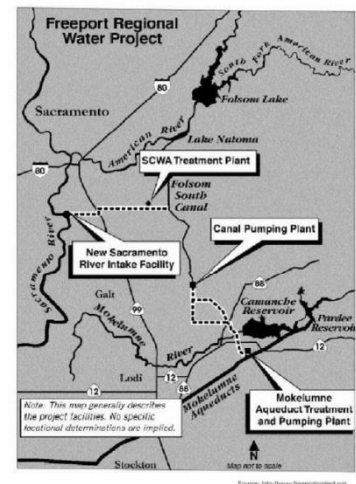 Freeport Regional
Water Project
South Fork American River
80
Folsom Lake
Sacramento
American River
Lake Natoma
SCWA Treatment Plant
80
Folsom
South
Canal
Canal Pumping Plant
New Sacramento
River Intake Facility
Sacramento River
88
Galt
99
Camanche
Reservoir
Pardee
Reservoir
Mokelumne
River
12
12
Lodi
12
88
Mokelumne
Aqueducts
Mokelumne
Aqueduct Treatment
and Pumping Plant
Note: This map generally describes
the project facilities. No specific
locational determinations are implied.
N
Map not to scale
Stockton